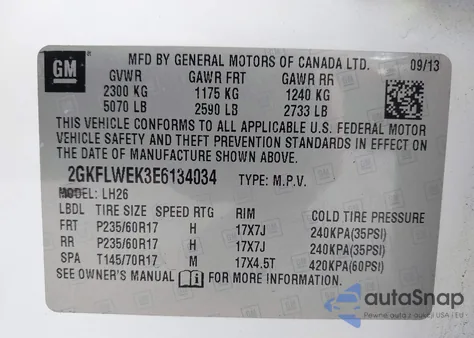 GM
MFD BY GENERAL MOTORS OF CANADA LTD. 09/13
GVWR GAWR FRT GAWR RR
2300 KG 1175 KG 1240 KG
5070 LB 2590 LB 2733 LB
THIS VEHICLE CONFORMS TO ALL APPLICABLE U.S. FEDERAL MOTOR
VEHICLE SAFETY AND THEFT PREVENTION STANDARDS IN EFFECT ON
THE DATE OF MANUFACTURE SHOWN ABOVE.
2GKFLWEK3E6134034 TYPE: M.P.V.
MODEL: LH26
LBDL TIRE SIZE SPEED RTG RIM COLD TIRE PRESSURE
FRT P235/60R17 H 17X7J 240KPA(35PSI)
RR P235/60R17 H 17X7J 240KPA(35PSI)
SPA T145/70R17 M 17X4.5T 420KPA(60PSI)
SEE OWNER'S MANUAL FOR MORE INFORMATION.
autoSnap
Pewne auto z USA / Ed